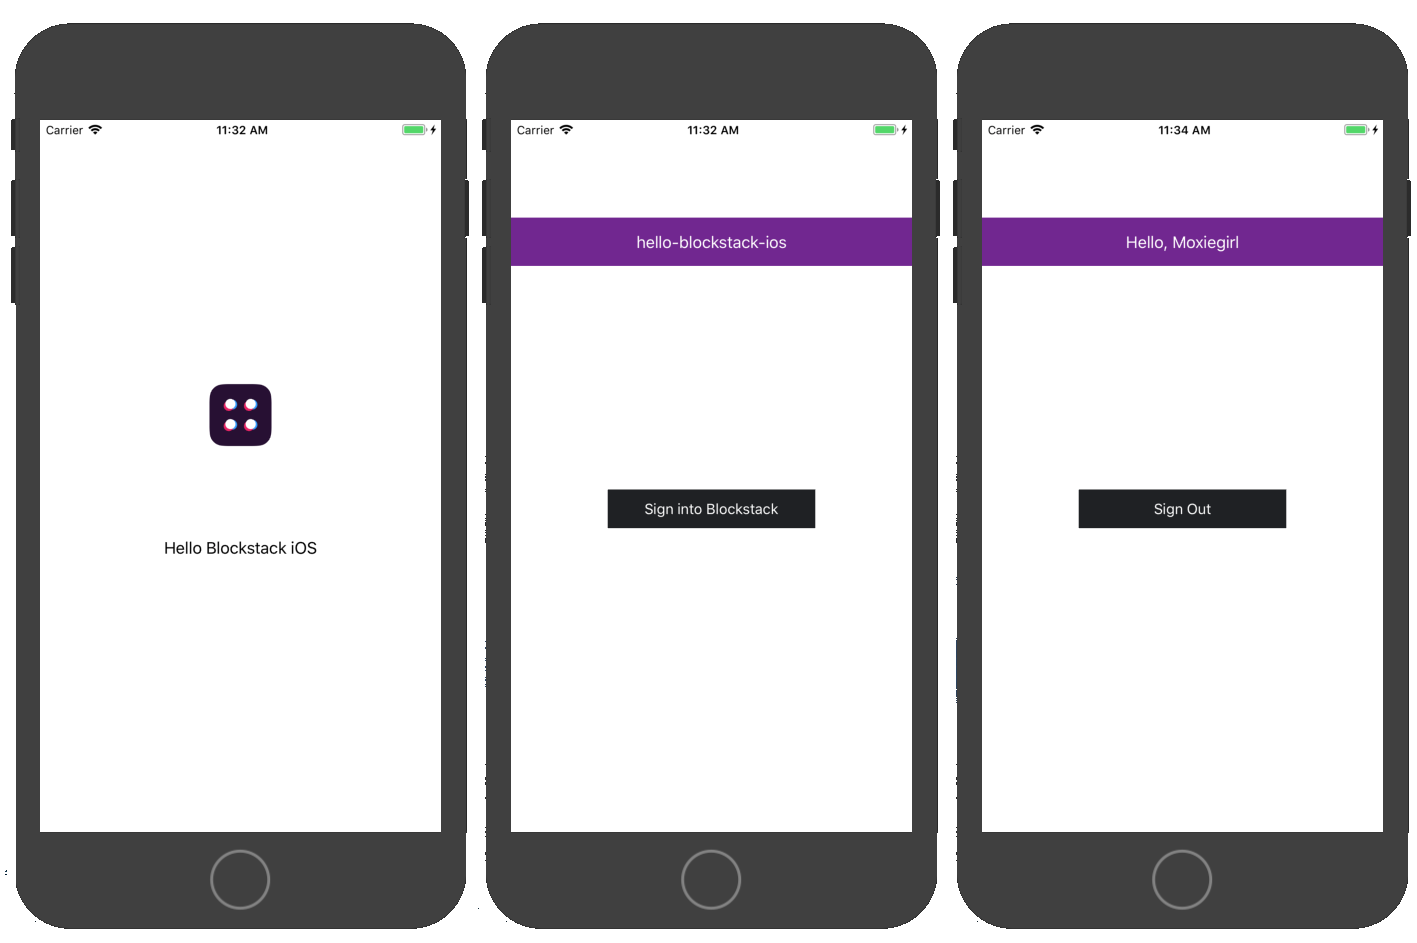 Carrier 11:32 AM
Hello Blockstack iOS
Carrier 11:32 AM
hello-blockstack-ios
Sign into Blockstack
Carrier 11:34 AM
Hello, Moxiegirl
Sign Out